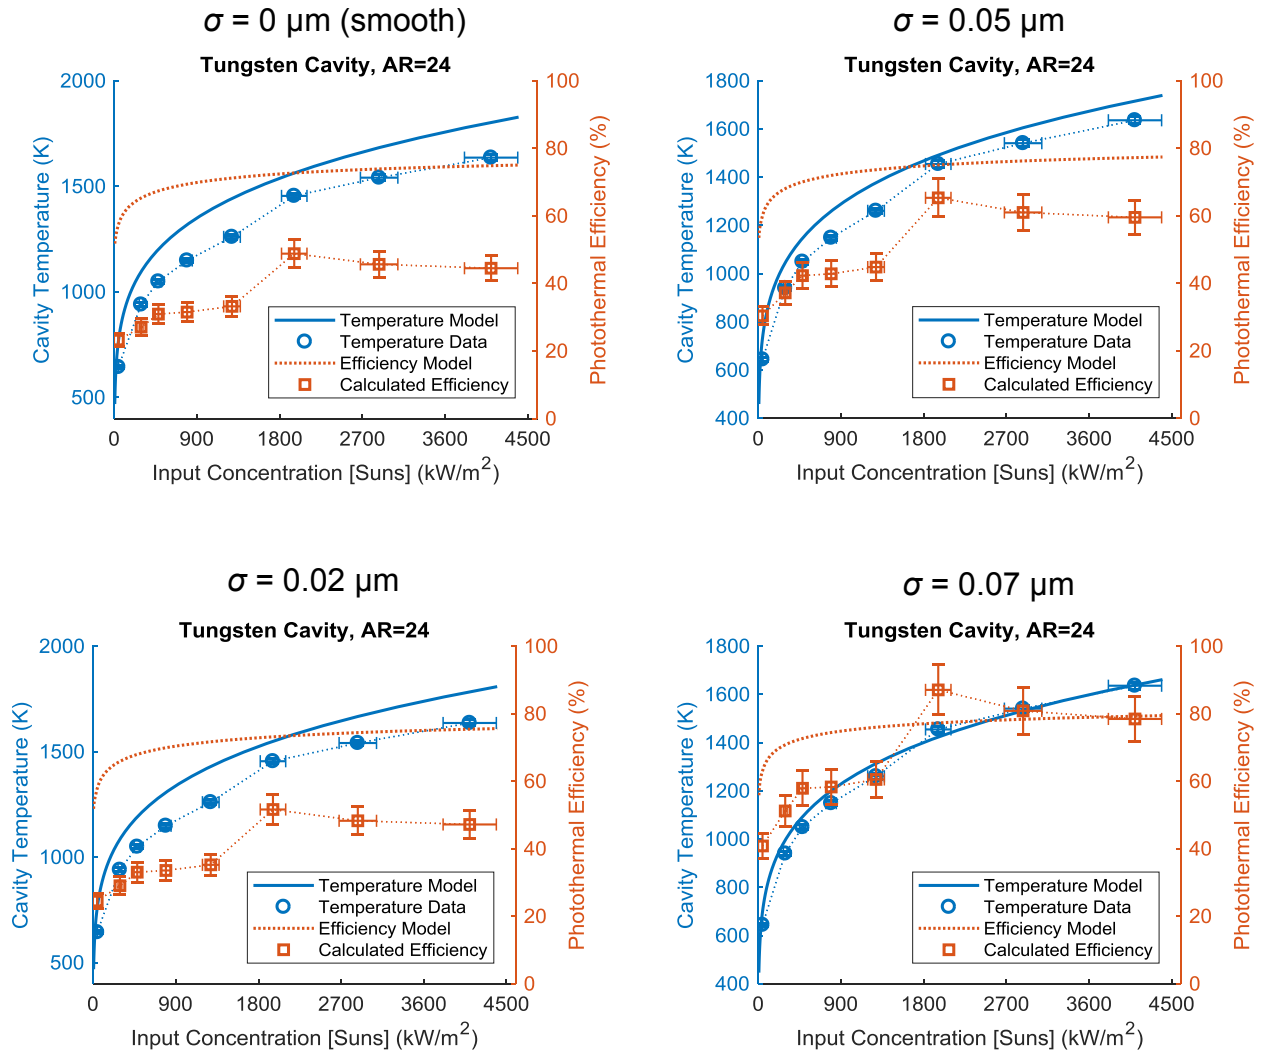 σ = 0 μm (smooth)
Tungsten Cavity, AR=24
2000
1500
1000
500
Cavity Temperature (K)
100
80
60
40
20
0
Photothermal Efficiency (%)
Temperature Model
Temperature Data
Efficiency Model
Calculated Efficiency
0 900 1800 2700 3600 4500
Input Concentration [Suns] (kW/m²)
σ = 0.05 μm
Tungsten Cavity, AR=24
1800
1600
1400
1200
1000
800
600
400
Cavity Temperature (K)
100
80
60
40
20
0
Photothermal Efficiency (%)
Temperature Model
Temperature Data
Efficiency Model
Calculated Efficiency
0 900 1800 2700 3600 4500
Input Concentration [Suns] (kW/m²)
σ = 0.02 μm
Tungsten Cavity, AR=24
2000
1500
1000
500
Cavity Temperature (K)
100
80
60
40
20
0
Photothermal Efficiency (%)
Temperature Model
Temperature Data
Efficiency Model
Calculated Efficiency
0 900 1800 2700 3600 4500
Input Concentration [Suns] (kW/m²)
σ = 0.07 μm
Tungsten Cavity, AR=24
1800
1600
1400
1200
1000
800
600
400
Cavity Temperature (K)
100
80
60
40
20
0
Photothermal Efficiency (%)
Temperature Model
Temperature Data
Efficiency Model
Calculated Efficiency
0 900 1800 2700 3600 4500
Input Concentration [Suns] (kW/m²)